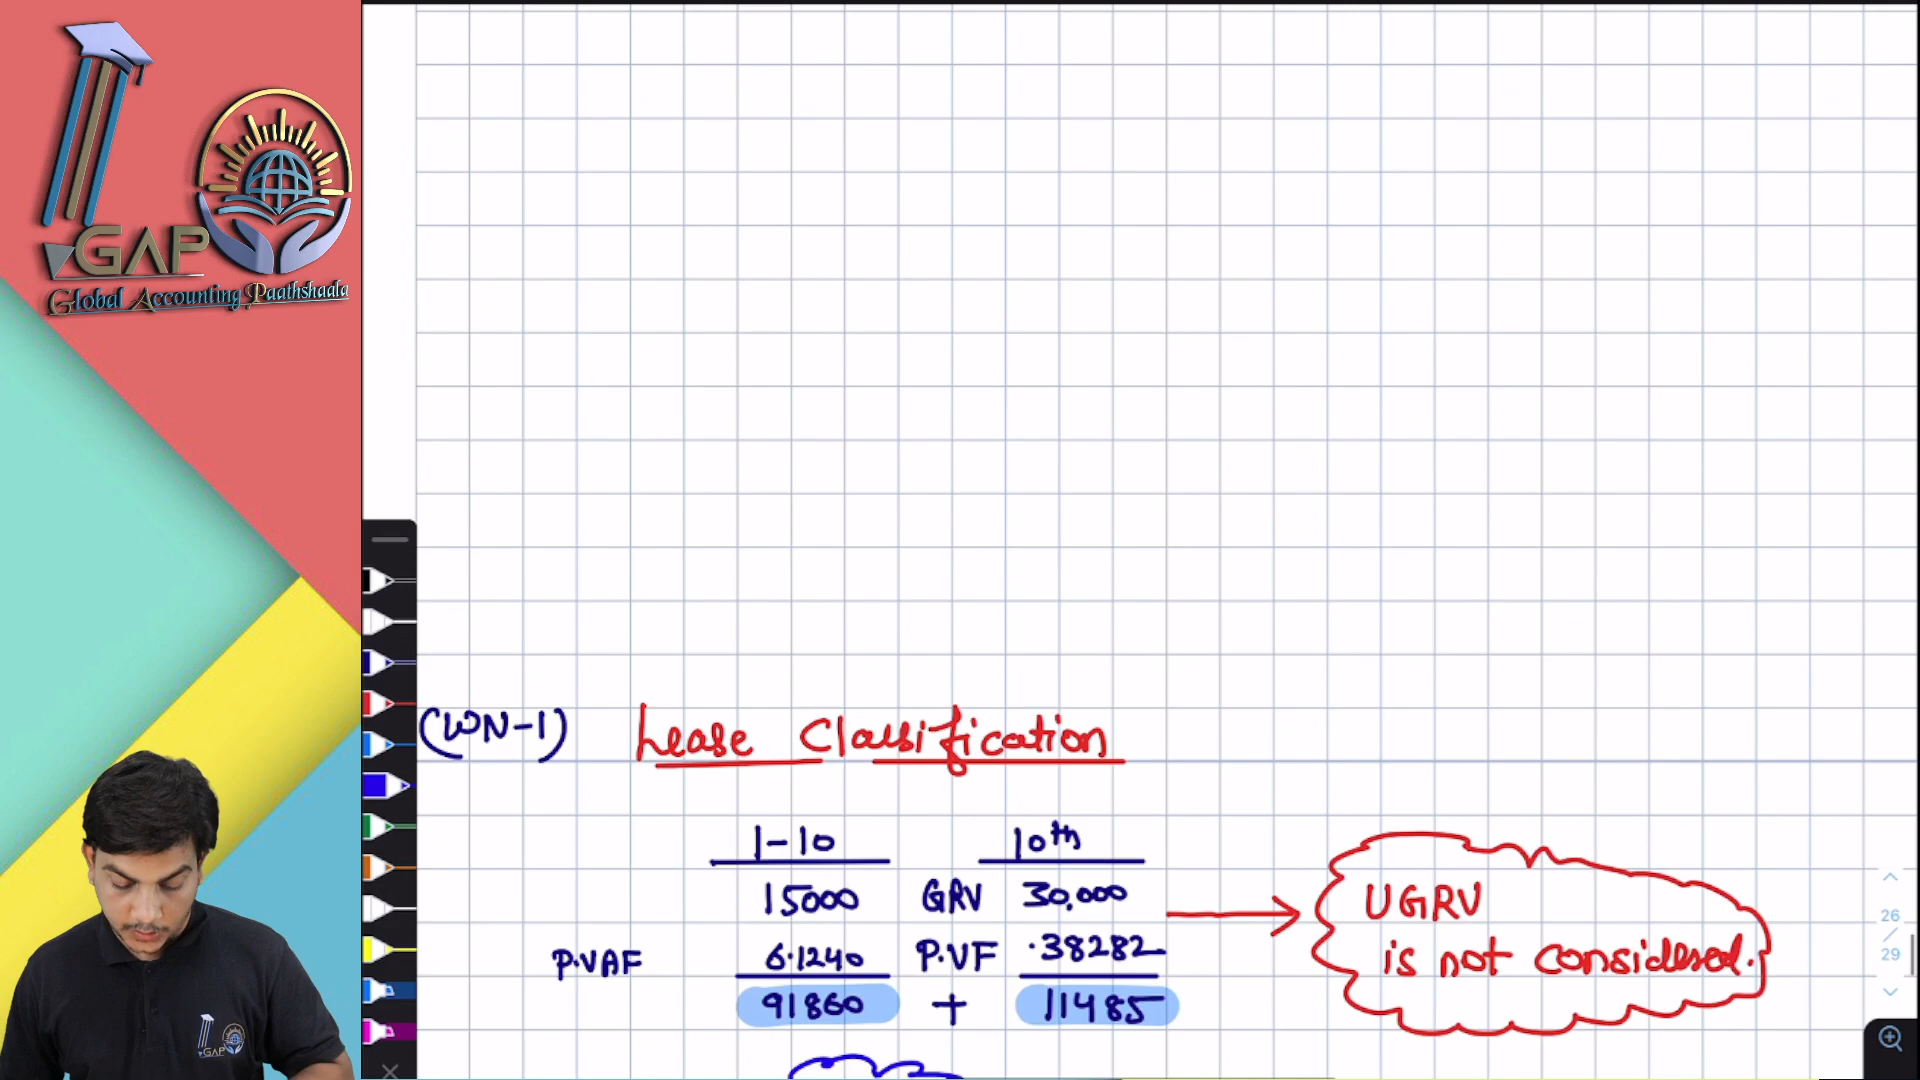 GAP
Global Accounting Paathshaala
(WN-1) Lease Classification
1-10 10th
15000 GRV 30,000
P.VAF 6.1240 P.VF .38282
91860 + 11485
UGRV
is not considered.
26
/
29
GAP